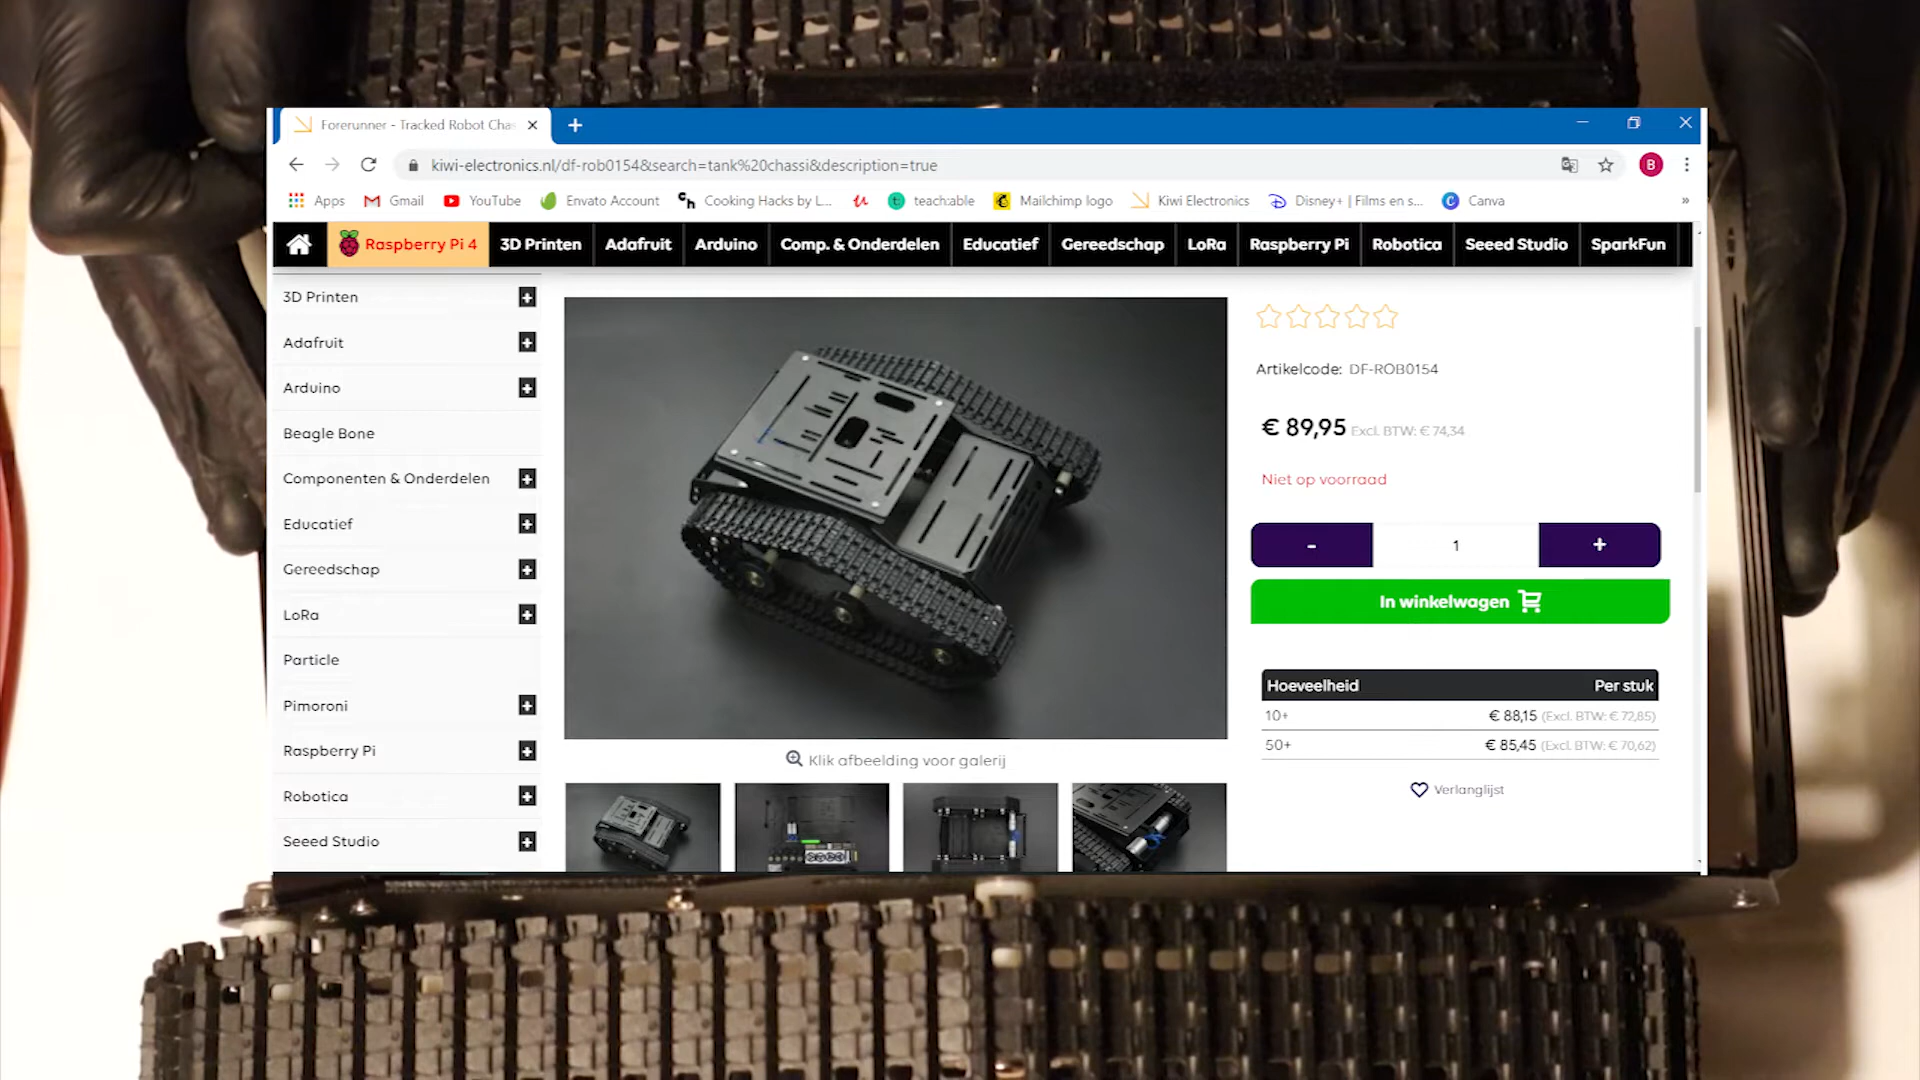 Forerunner - Tracked Robot Chas
kiwi-electronics.nl/df-rob0154&search=tank%20chassi&description=true
B
Apps Gmail YouTube Envato Account Cooking Hacks by L... teach:able Mailchimp logo Kiwi Electronics Disney+ | Films en s... Canva »
Raspberry Pi 4 3D Printen Adafruit Arduino Comp. & Onderdelen Educatief Gereedschap LoRa Raspberry Pi Robotica Seeed Studio SparkFun
3D Printen
Adafruit
Arduino
Beagle Bone
Componenten & Onderdelen
Educatief
Gereedschap
LoRa
Particle
Pimoroni
Raspberry Pi
Robotica
Seeed Studio
Klik afbeelding voor galerij
Artikelcode: DF-ROB0154
€ 89,95 Excl. BTW: € 74,34
Niet op voorraad
- 1 +
In winkelwagen
Hoeveelheid Per stuk
10+ € 88,15 (Excl. BTW: € 72,85)
50+ € 85,45 (Excl. BTW: € 70,62)
Verlanglijst